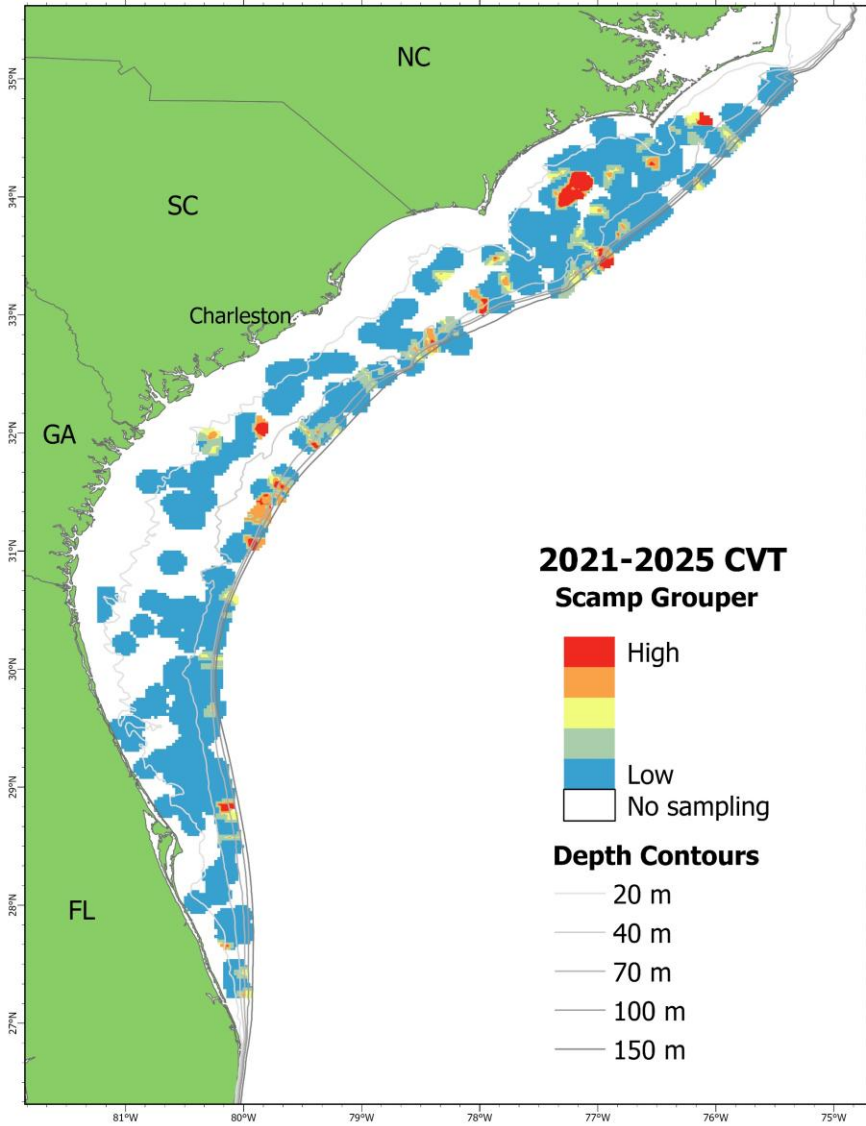 NC
SC
Charleston
GA
FL
2021-2025 CVT
Scamp Grouper
High
Low
No sampling
Depth Contours
20 m
40 m
70 m
100 m
150 m
35°N
34°N
33°N
32°N
31°N
30°N
29°N
28°N
27°N
81°W
80°W
79°W
78°W
77°W
76°W
75°W